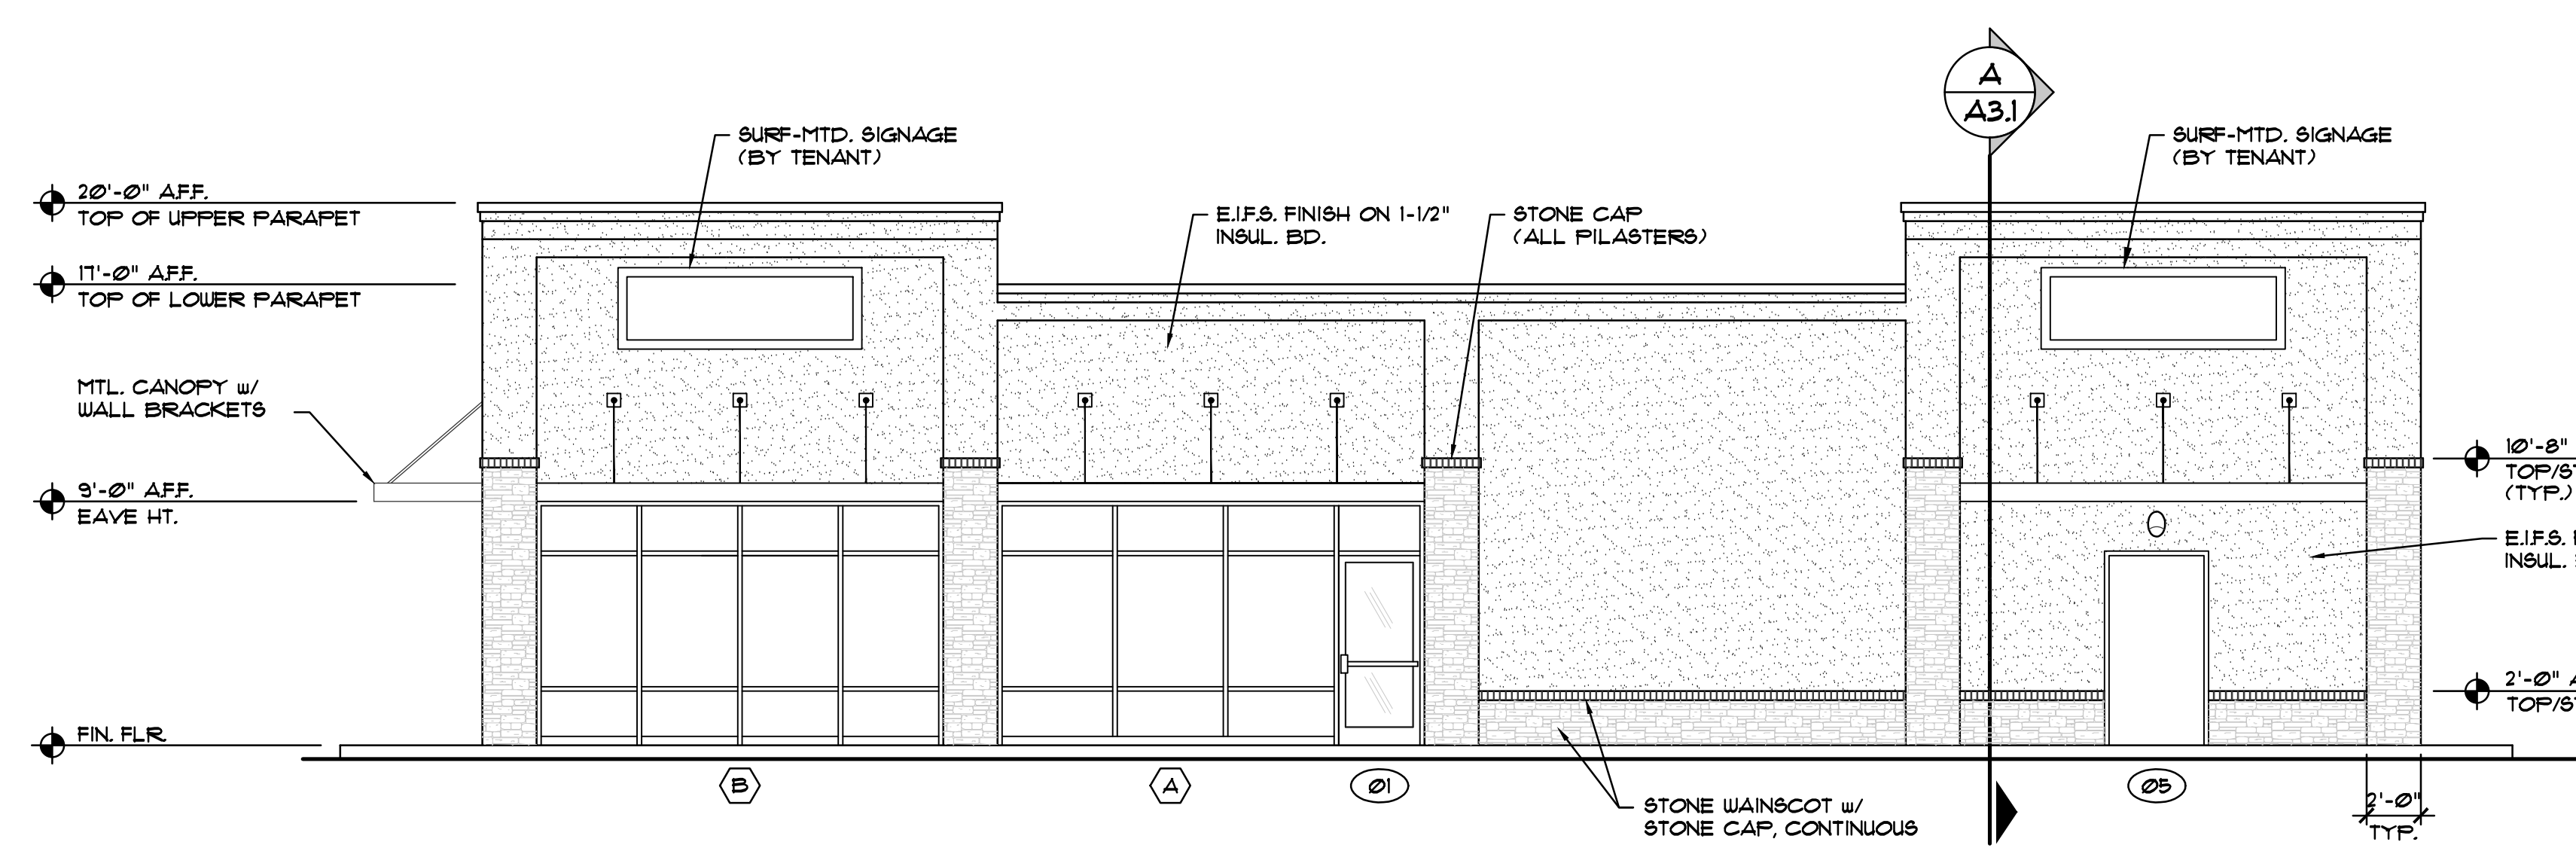 A
A3.1
SURF-MTD. SIGNAGE
(BY TENANT)
SURF-MTD. SIGNAGE
(BY TENANT)
20'-0" A.F.F.
TOP OF UPPER PARAPET
E.I.F.S. FINISH ON 1-1/2"
INSUL. BD.
STONE CAP
(ALL PILASTERS)
17'-0" A.F.F.
TOP OF LOWER PARAPET
MTL. CANOPY w/
WALL BRACKETS
10'-8"
(TYP.)
9'-0" A.F.F.
EAVE HT.
E.I.F.S.
INSUL.
2'-0"
FIN. FLR.
B
A
01
05
STONE WAINSCOT w/
STONE CAP, CONTINUOUS
2'-0"
TYP.